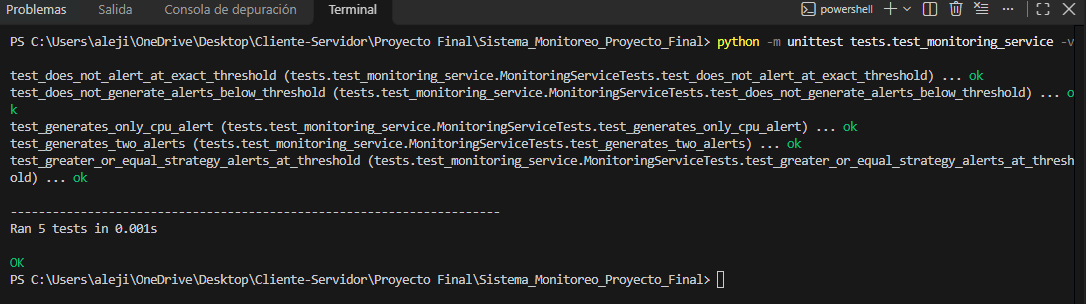 Problemas Salida Consola de depuración Terminal powershell
PS C:\Users\aleji\OneDrive\Desktop\Cliente-Servidor\Proyecto Final\Sistema_Monitoreo_Proyecto_Final> python -m unittest tests.test_monitoring_service -v
test_does_not_alert_at_exact_threshold (tests.test_monitoring_service.MonitoringServiceTests.test_does_not_alert_at_exact_threshold) ... ok
test_does_not_generate_alerts_below_threshold (tests.test_monitoring_service.MonitoringServiceTests.test_does_not_generate_alerts_below_threshold) ... o
k
test_generates_only_cpu_alert (tests.test_monitoring_service.MonitoringServiceTests.test_generates_only_cpu_alert) ... ok
test_generates_two_alerts (tests.test_monitoring_service.MonitoringServiceTests.test_generates_two_alerts) ... ok
test_greater_or_equal_strategy_alerts_at_threshold (tests.test_monitoring_service.MonitoringServiceTests.test_greater_or_equal_strategy_alerts_at_thresh
old) ... ok
----------------------------------------------------------------------
Ran 5 tests in 0.001s
OK
PS C:\Users\aleji\OneDrive\Desktop\Cliente-Servidor\Proyecto Final\Sistema_Monitoreo_Proyecto_Final>